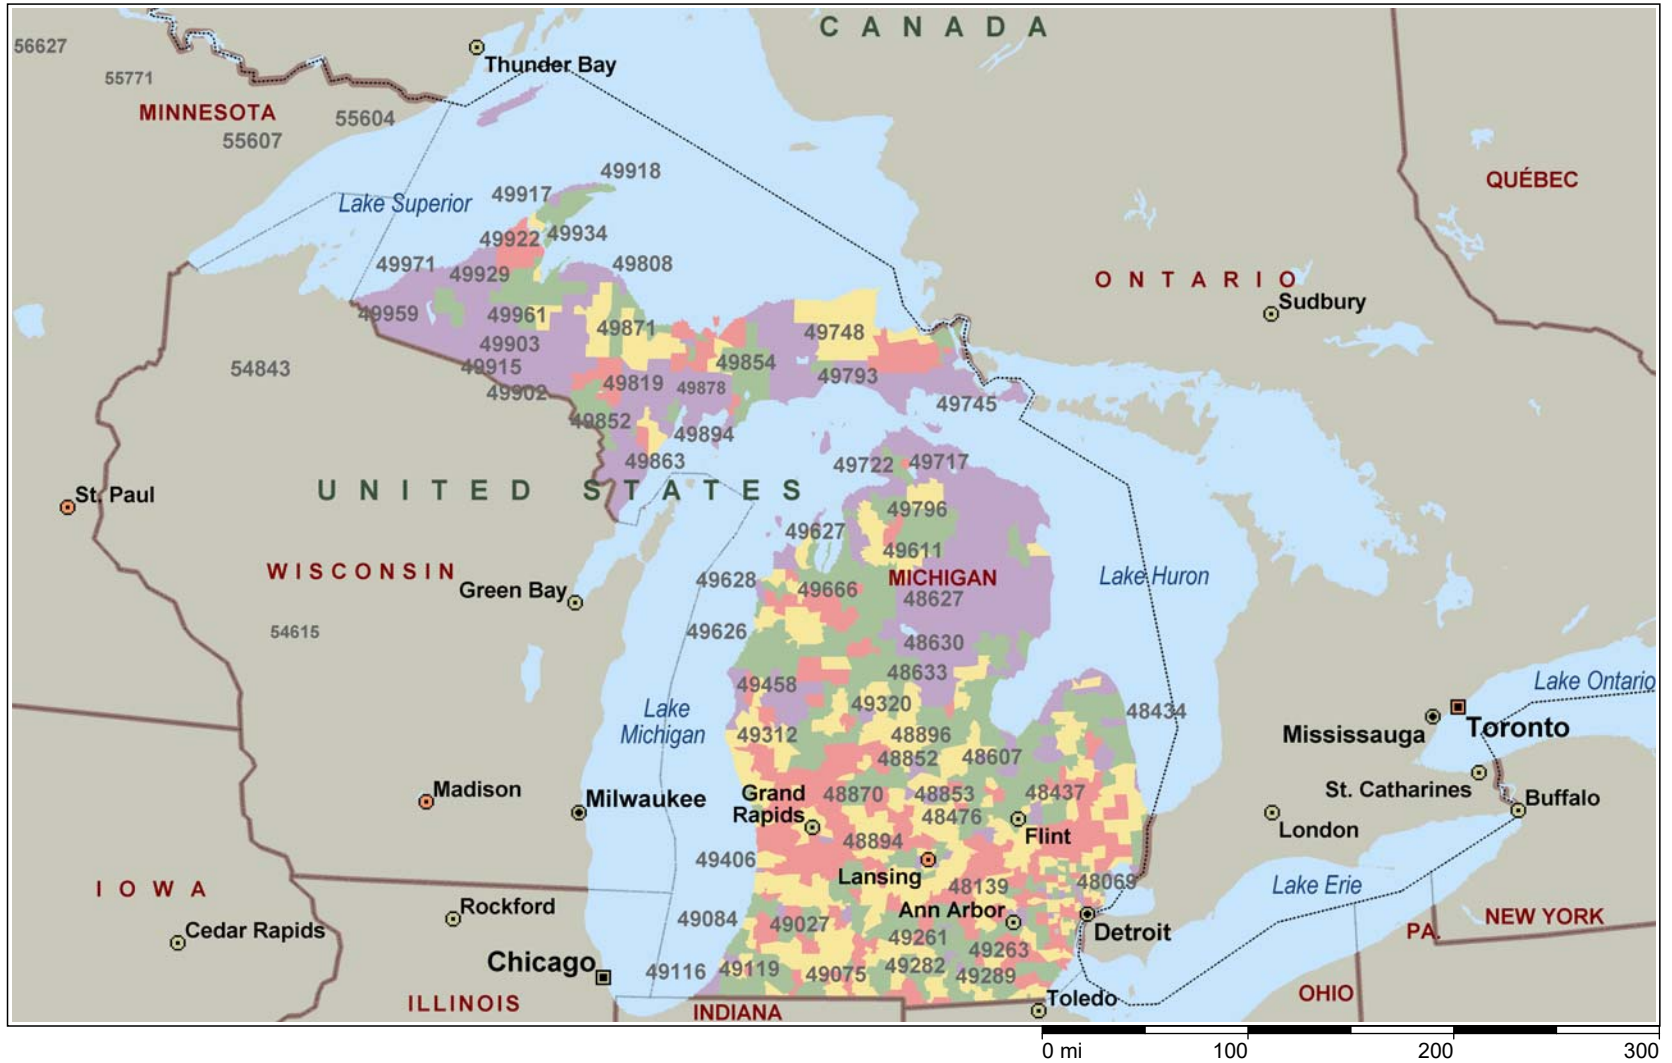 CANADA
56627
Thunder Bay
55771
MINNESOTA
55604
55607
49918
QUÉBEC
49917
Lake Superior
49934
49922
49971
49929
49808
ONTARIO
Sudbury
49959
49961
49871
49748
49903
49854
54843
49915
49819
49878
49793
49902
49745
49852
49894
49863
49722
49717
UNITED STATES
St. Paul
49796
49627
49611
WISCONSIN
49628
MICHIGAN
Lake Huron
Green Bay
49666
48627
54615
49626
48630
48633
49458
Lake Ontario
49320
48434
Lake
Michigan
49312
48896
Mississauga
Toronto
48852
48607
Madison
Milwaukee
Grand
Rapids
48870
48853
48437
St. Catharines
Buffalo
48476
Flint
London
48894
49406
Lansing
48139
48069
Lake Erie
IOWA
Rockford
Ann Arbor
49084
49027
NEW YORK
Cedar Rapids
49261
Detroit
PA.
49263
Chicago
49116
49119
49075
49282
49289
ILLINOIS
INDIANA
Toledo
OHIO
0 mi 100 200 300